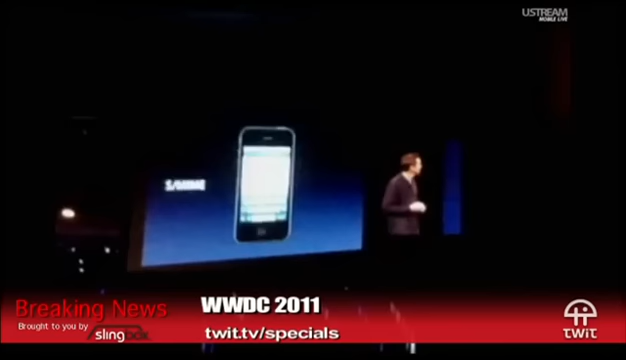 USTREAM
MOBILE LIVE
Breaking News
Brought to you by slingbox
WWDC 2011
twit.tv/specials
TWiT